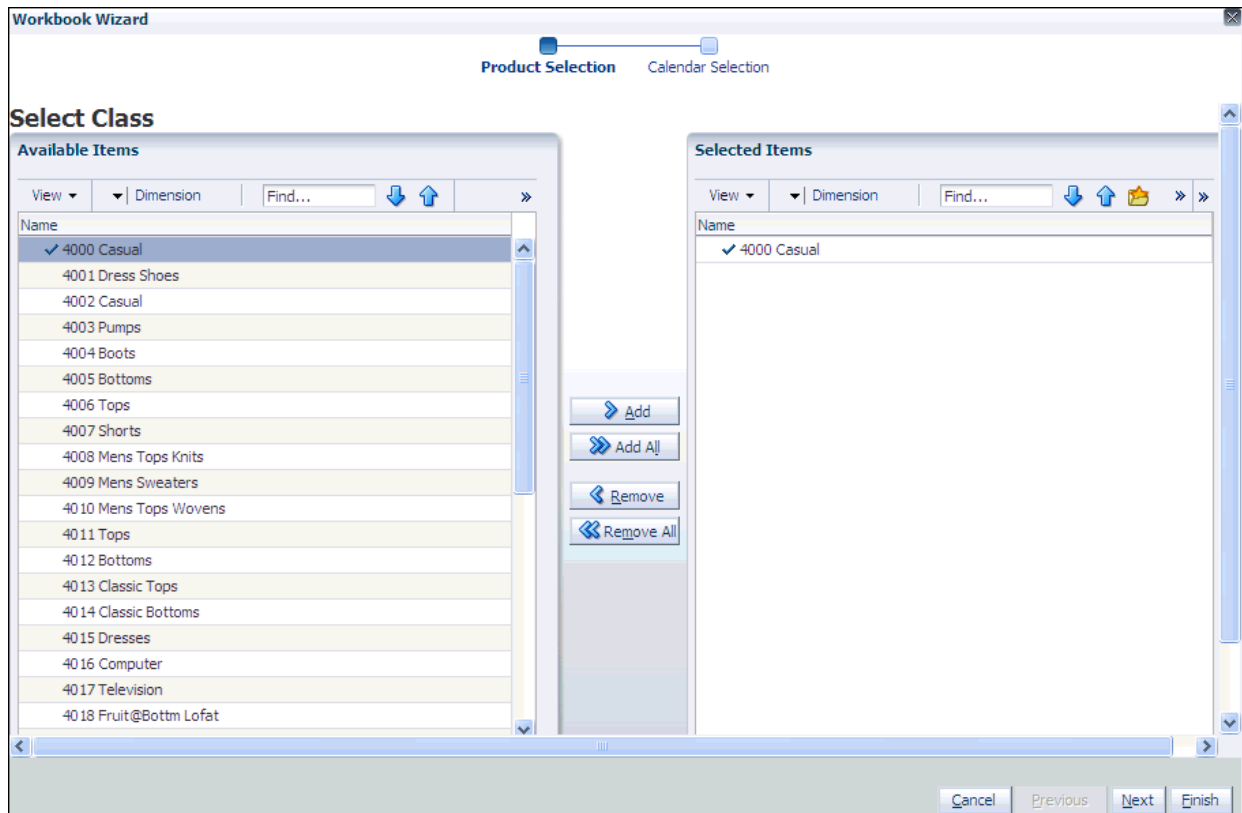 Workbook Wizard
Product Selection
Calendar Selection
Select Class
Available Items
View
Dimension
Find...
»
Name
4000 Casual
4001 Dress Shoes
4002 Casual
4003 Pumps
4004 Boots
4005 Bottoms
4006 Tops
4007 Shorts
4008 Mens Tops Knits
4009 Mens Sweaters
4010 Mens Tops Wovens
4011 Tops
4012 Bottoms
4013 Classic Tops
4014 Classic Bottoms
4015 Dresses
4016 Computer
4017 Television
4018 Fruit@Bottm Lofat
Add
Add All
Remove
Remove All
Selected Items
View
Dimension
Find...
» »
Name
4000 Casual
Cancel
Previous
Next
Finish